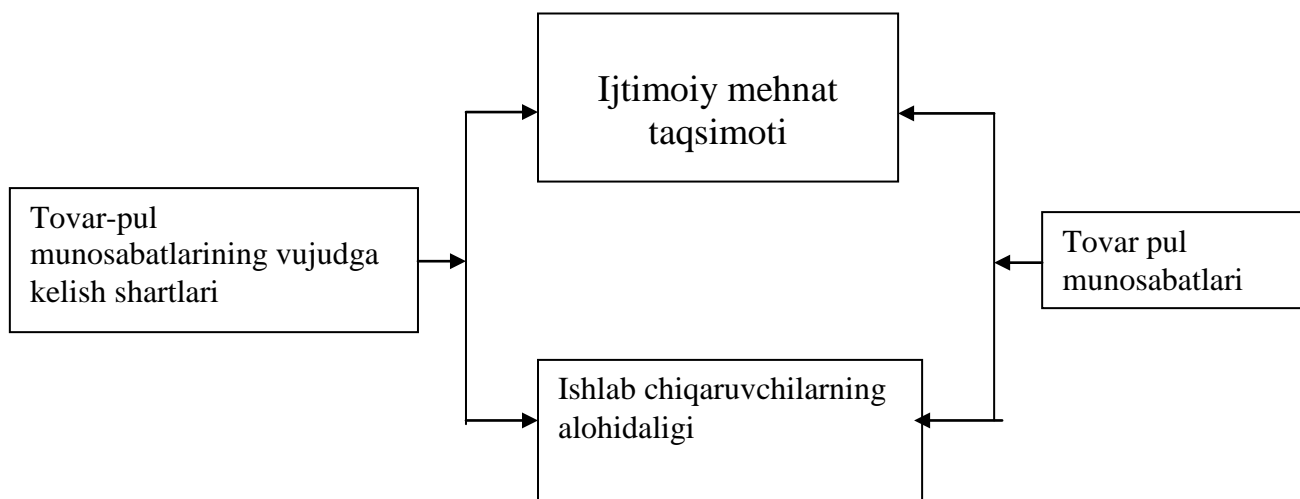 Ijtimoiy mehnat
taqsimoti
Tovar-pul
munosabatlarining vujudga
kelish shartlari
Tovar pul
munosabatlari
Ishlab chiqaruvchilarning
alohidaligi